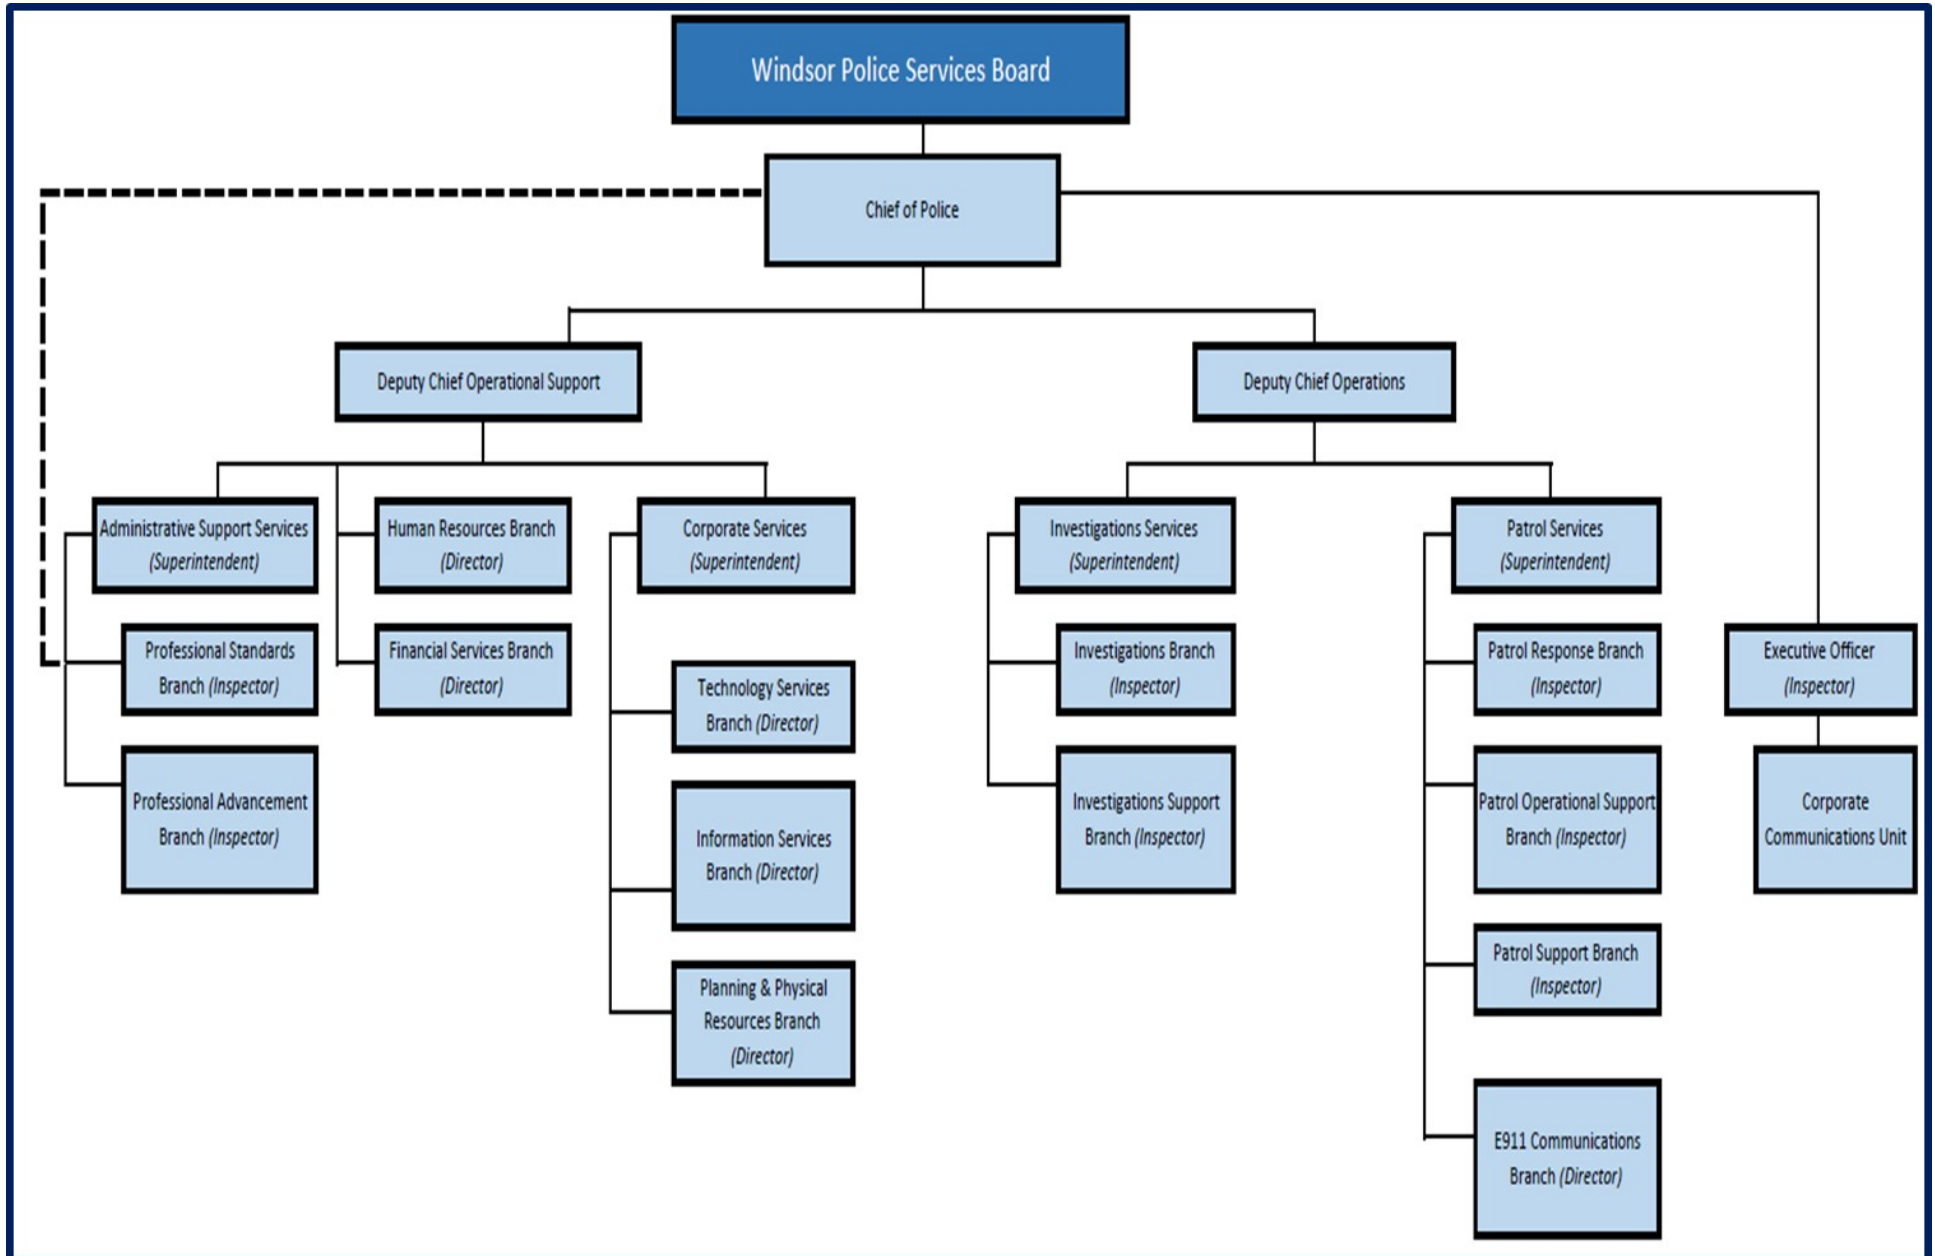 Windsor Police Services Board
Chief of Police
Deputy Chief Operational Support
Deputy Chief Operations
Administrative Support Services
(Superintendent)
Human Resources Branch
(Director)
Corporate Services
(Superintendent)
Investigations Services
(Superintendent)
Patrol Services
(Superintendent)
Professional Standards
Branch (Inspector)
Financial Services Branch
(Director)
Technology Services
Branch (Director)
Investigations Branch
(Inspector)
Patrol Response Branch
(Inspector)
Executive Officer
(Inspector)
Professional Advancement
Branch (Inspector)
Information Services
Branch (Director)
Investigations Support
Branch (Inspector)
Patrol Operational Support
Branch (Inspector)
Corporate
Communications Unit
Planning & Physical
Resources Branch
(Director)
Patrol Support Branch
(Inspector)
E911 Communications
Branch (Director)